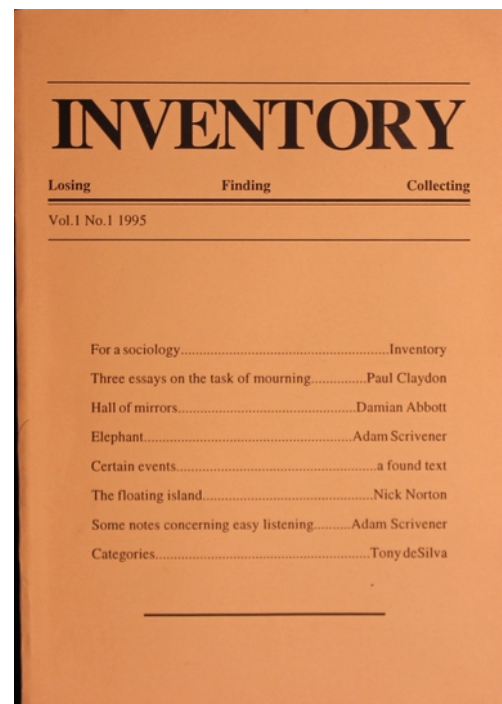 INVENTORY
Losing Finding Collecting
Vol.1 No.1 1995
For a sociology..........................................................Inventory
Three essays on the task of mourning...............Paul Claydon
Hall of mirrors..................................................Damian Abbott
Elephant..........................................................Adam Scrivener
Certain events........................................................a found text
The floating island...............................................Nick Norton
Some notes concerning easy listening..........Adam Scrivener
Categories...........................................................Tony deSilva